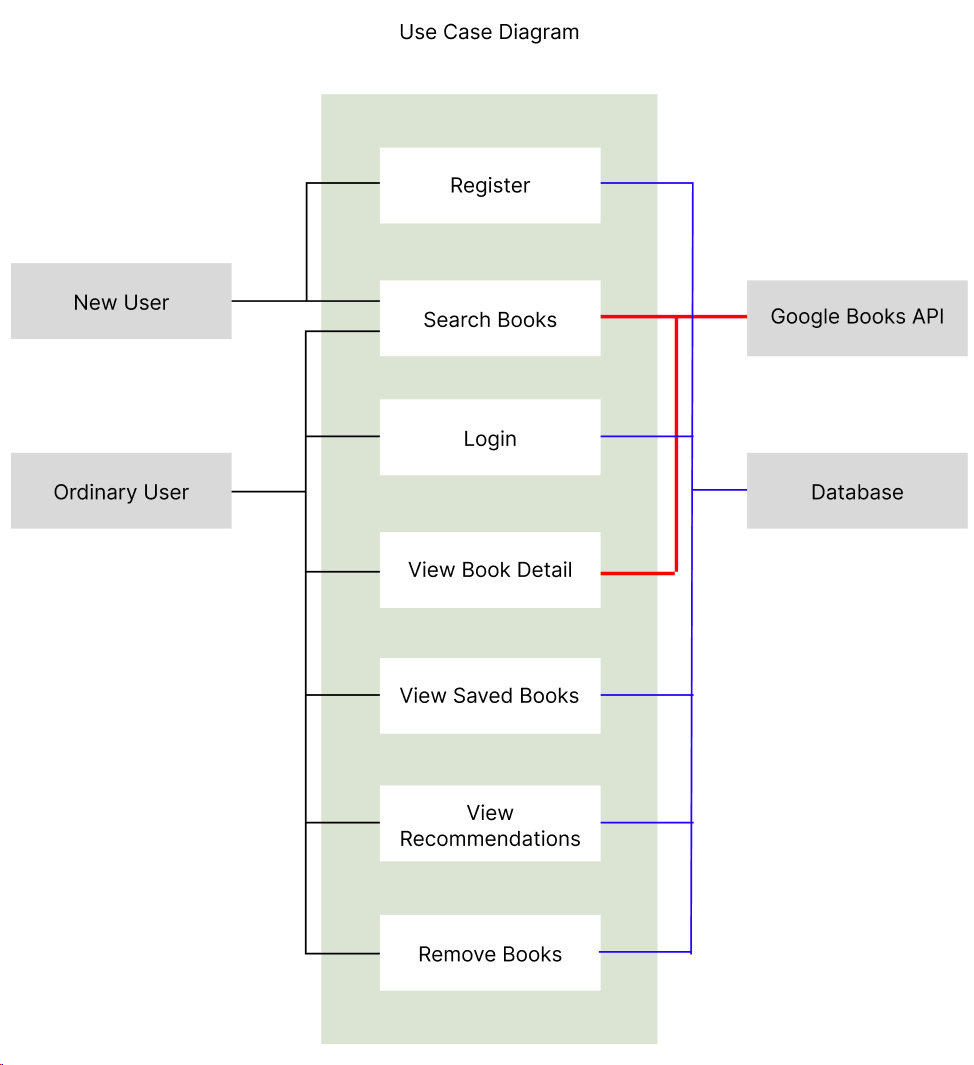 Use Case Diagram
Register
New User
Search Books
Google Books API
Login
Ordinary User
Database
View Book Detail
View Saved Books
View
Recommendations
Remove Books